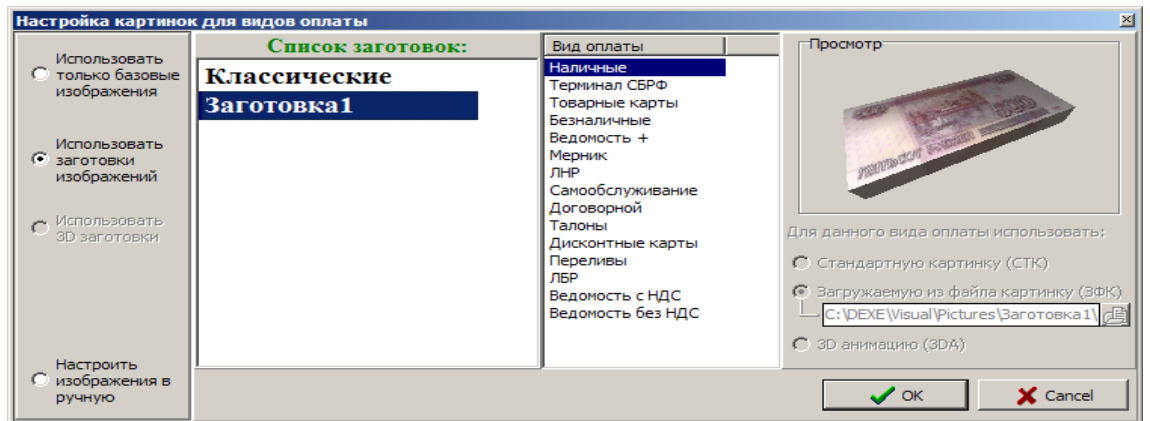 Настройка картинок для видов оплаты
Использовать
только базовые
изображения
Использовать
заготовки
изображений
Использовать
3D заготовки
Настроить
изображения в
ручную
Список заготовок:
Классические
Заготовка1
Вид оплаты
Наличные
Терминал СБРФ
Товарные карты
Безналичные
Ведомость +
Мерник
ЛНР
Самообслуживание
Договорной
Талоны
Дисконтные карты
Переливы
ЛБР
Ведомость с НДС
Ведомость без НДС
Просмотр
Для данного вида оплаты использовать:
Стандартную картинку (СТК)
Загружаемую из файла картинку (ЗФК)
C:\DEXE\Visual\Pictures\Заготовка1\
3D анимацию (3DA)
OK
Cancel